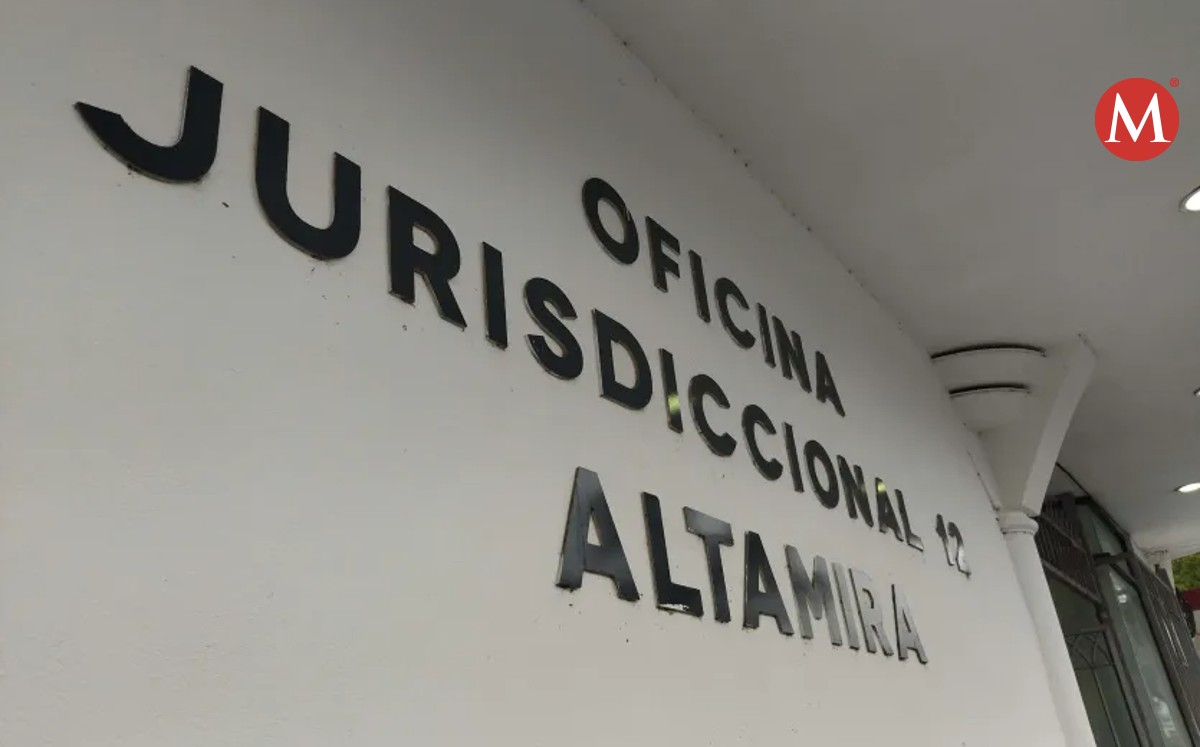 OFICINA
JURISDICCIONAL 12
ALTAMIRA
M®